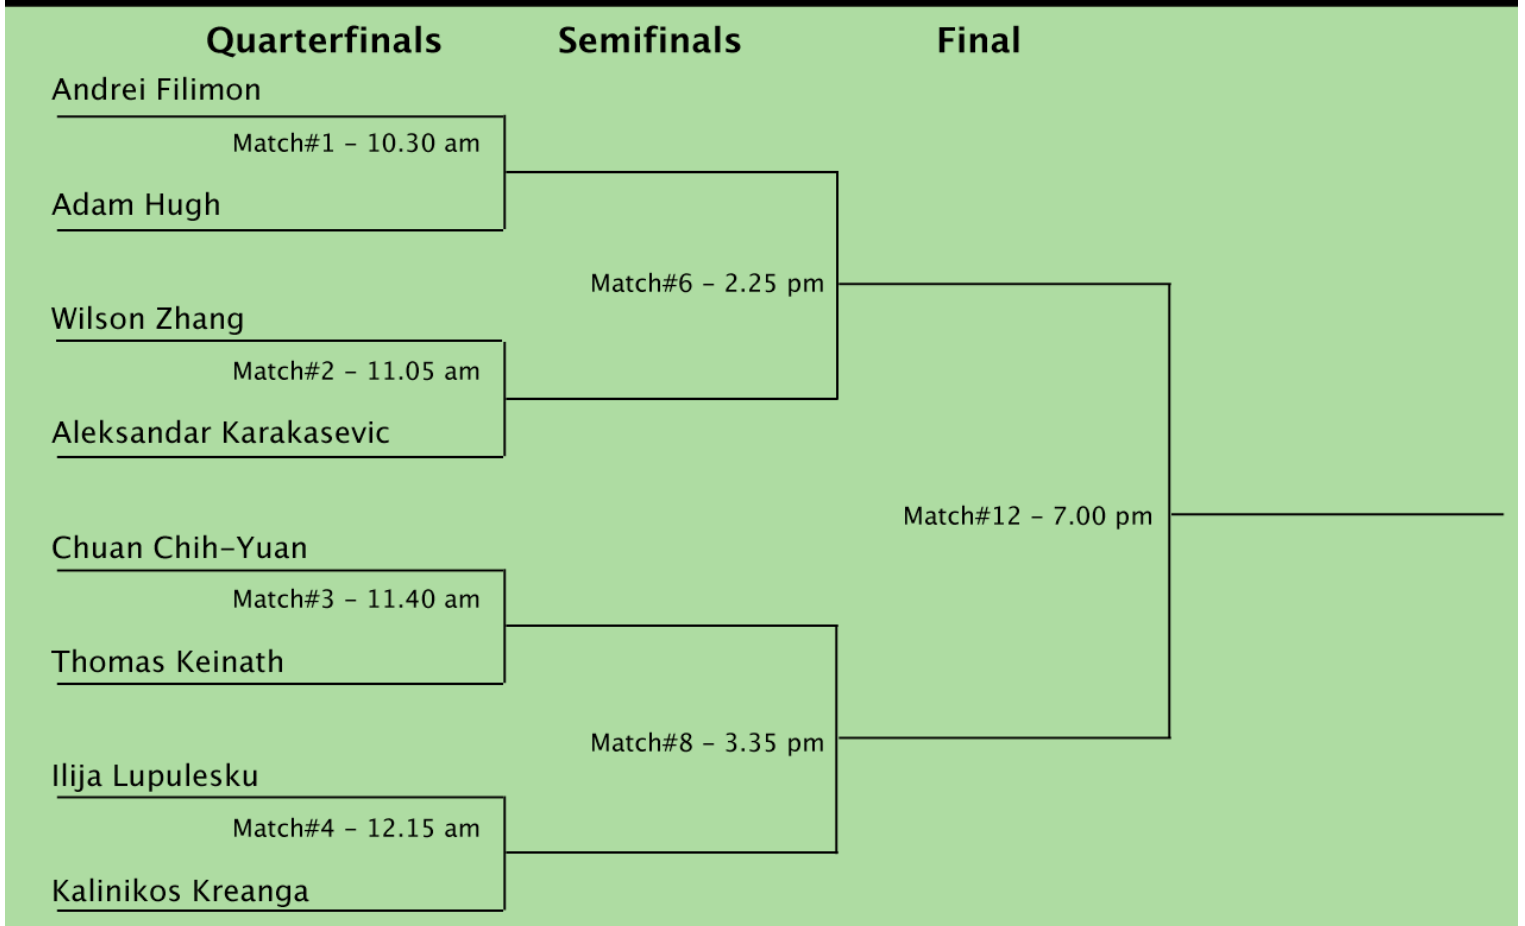 Quarterfinals Semifinals Final
Andrei Filimon
Match#1 – 10.30 am
Adam Hugh
Match#6 – 2.25 pm
Wilson Zhang
Match#2 – 11.05 am
Aleksandar Karakasevic
Match#12 – 7.00 pm
Chuan Chih–Yuan
Match#3 – 11.40 am
Thomas Keinath
Match#8 – 3.35 pm
Ilija Lupulesku
Match#4 – 12.15 am
Kalinikos Kreanga